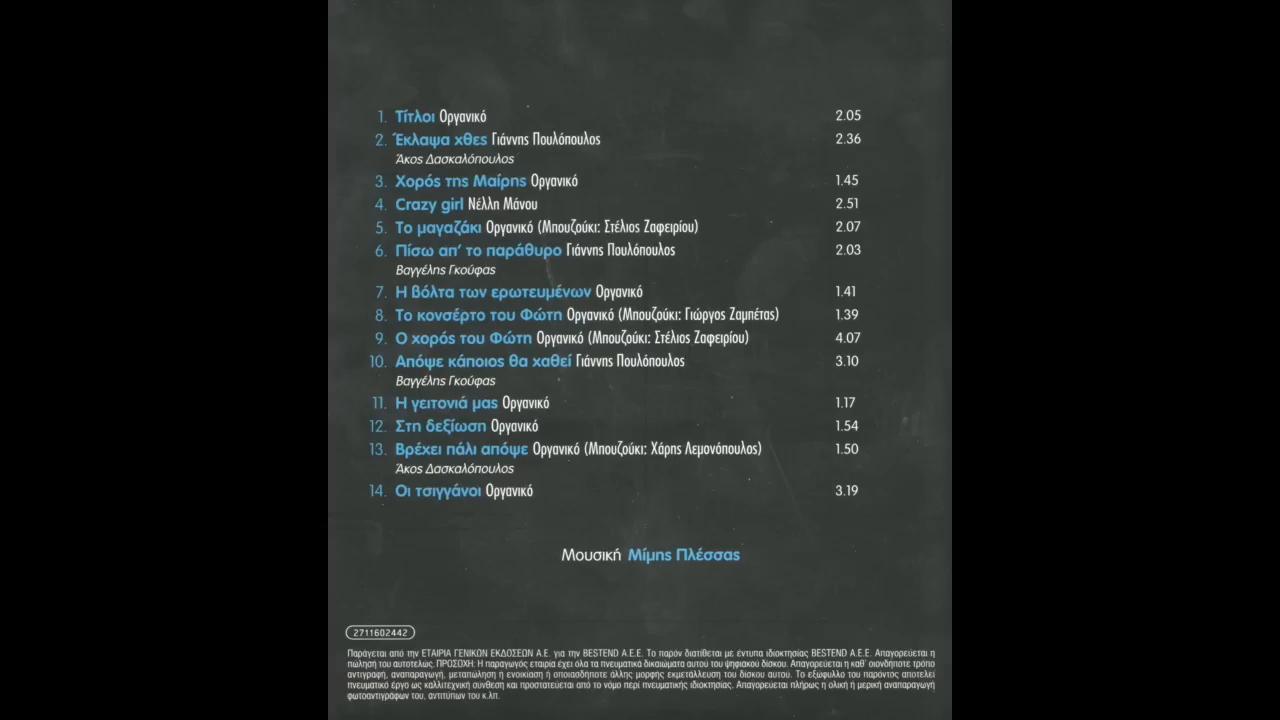 1. Τίτλοι Οργανικό 2.05
2. Έκλαψα χθες Γιάννης Πουλόπουλος 2.36
Άκος Δασκαλόπουλος
3. Χορός της Μαίρης Οργανικό 1.45
4. Crazy girl Νέλλη Μάνου 2.51
5. Το μαγαζάκι Οργανικό (Μπουζούκι: Στέλιος Ζαφειρίου) 2.07
6. Πίσω απ' το παράθυρο Γιάννης Πουλόπουλος 2.03
Βαγγέλης Γκούφας
7. Η βόλτα των ερωτευμένων Οργανικό 1.41
8. Το κονσέρτο του Φώτη Οργανικό (Μπουζούκι: Γιώργος Ζαμπέτας) 1.39
9. Ο χορός του Φώτη Οργανικό (Μπουζούκι: Στέλιος Ζαφειρίου) 4.07
10. Απόψε κάποιος θα χαθεί Γιάννης Πουλόπουλος 3.10
Βαγγέλης Γκούφας
11. Η γειτονιά μας Οργανικό 1.17
12. Στη δεξίωση Οργανικό 1.54
13. Βρέχει πάλι απόψε Οργανικό (Μπουζούκι: Χάρης Λεμονόπουλος) 1.50
Άκος Δασκαλόπουλος
14. Οι τσιγγάνοι Οργανικό 3.19
Μουσική Μίμης Πλέσσας
2711602442
Παράγεται από την ΕΤΑΙΡΙΑ ΓΕΝΙΚΩΝ ΕΚΔΟΣΕΩΝ Α.Ε. για την BESTEND Α.Ε.Ε. Το παρόν διατίθεται με έντυπα ιδιοκτησίας BESTEND Α.Ε.Ε. Απαγορεύεται η
πώλησή του αυτοτελώς. ΠΡΟΣΟΧΗ: Η παραγωγός εταιρία έχει όλα τα πνευματικά δικαιώματα αυτού του ψηφιακού δίσκου. Απαγορεύεται η καθ' οιονδήποτε τρόπο
αντιγραφή, αναπαραγωγή, μεταπώληση ή ενοικίαση ή οποιασδήποτε άλλης μορφής εκμετάλλευση του δίσκου αυτού. Το εξώφυλλο του παρόντος αποτελεί
πνευματικό έργο ως καλλιτεχνική σύνθεση και προστατεύεται από το νόμο περί πνευματικής ιδιοκτησίας. Απαγορεύεται πλήρως η ολική ή μερική αναπαραγωγή
φωτοαντιγράφων του, αντιτύπων του κ.λπ.